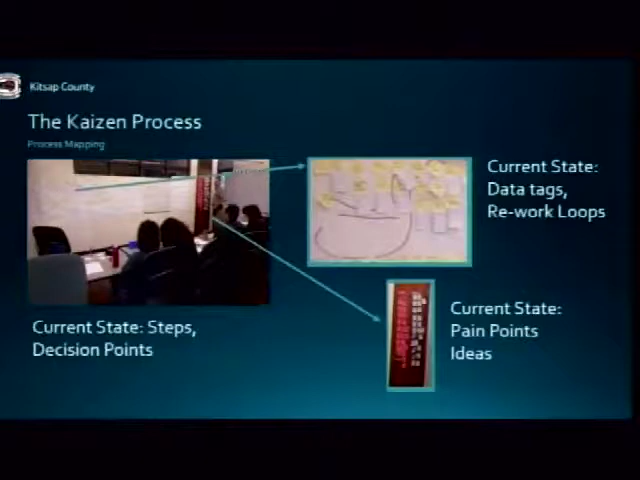 Kitsap County
The Kaizen Process
Process Mapping
Current State:
Data tags,
Re-work Loops
Current State: Steps,
Decision Points
Current State:
Pain Points
Ideas